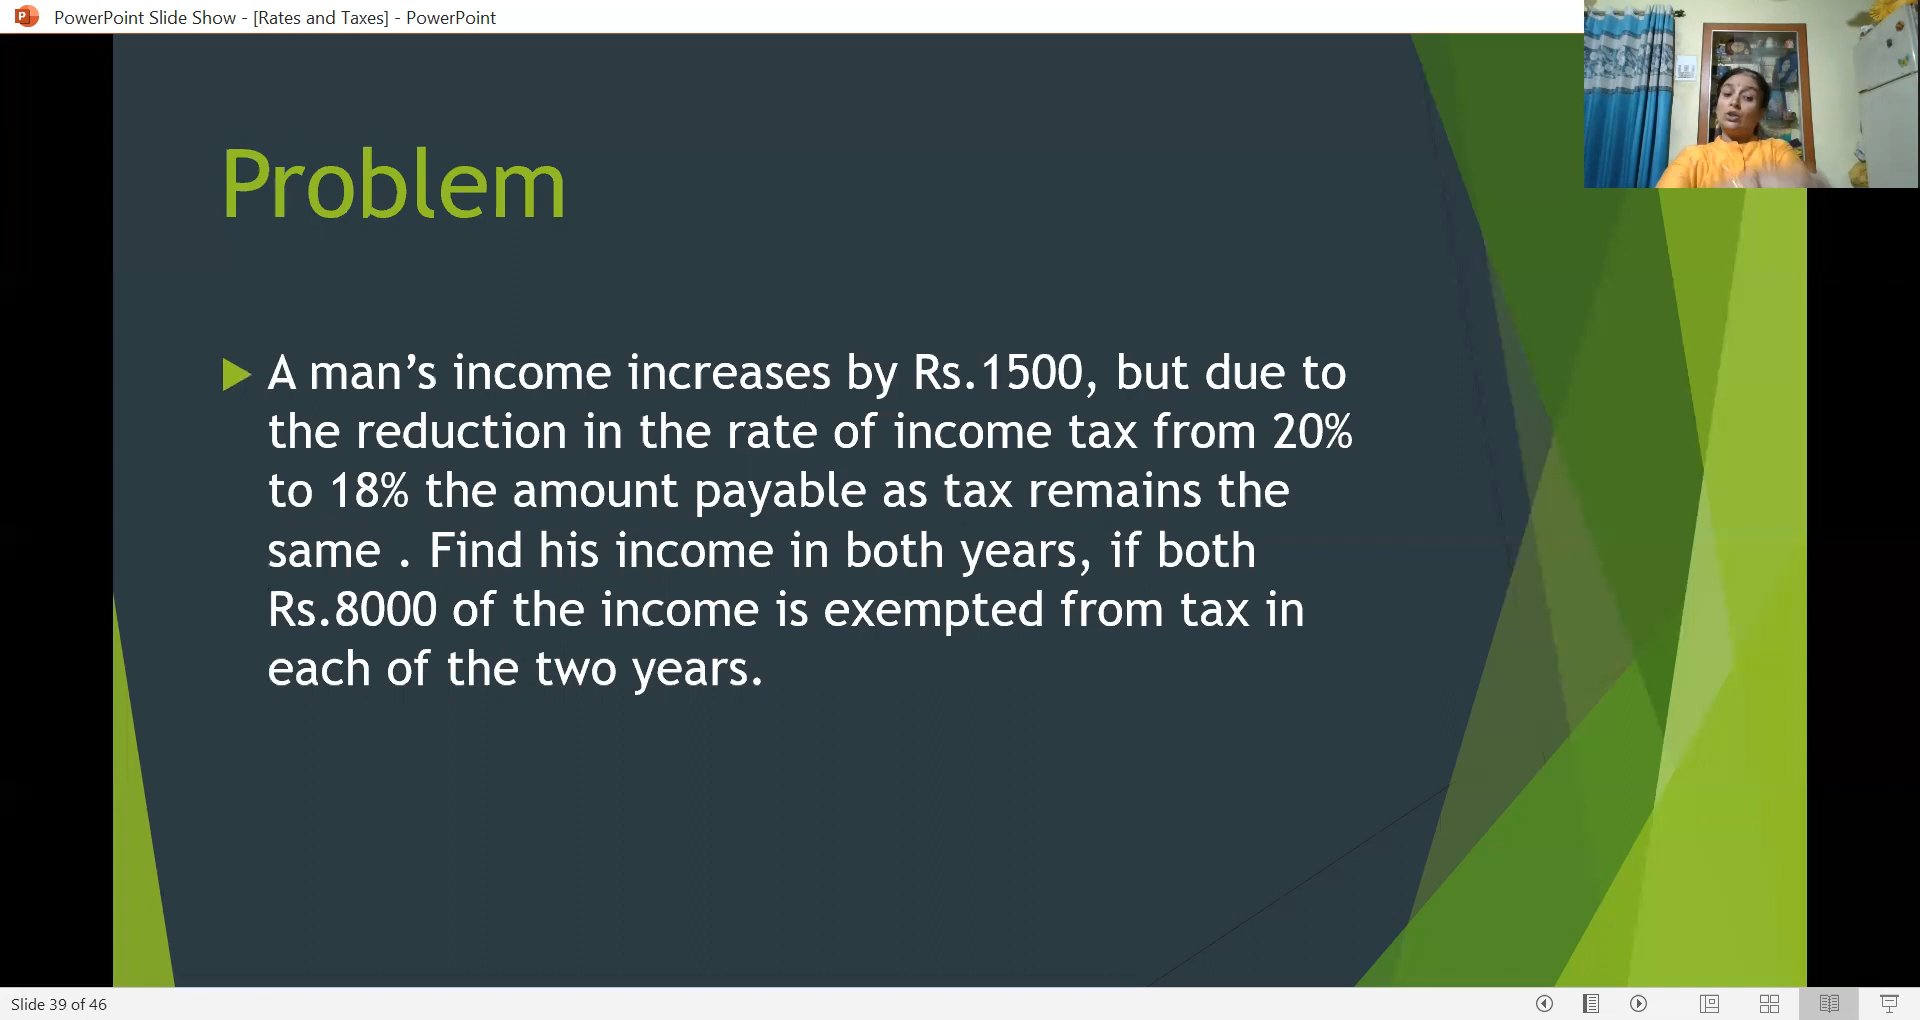 PowerPoint Slide Show - [Rates and Taxes] - PowerPoint
Problem
A man’s income increases by Rs.1500, but due to
the reduction in the rate of income tax from 20%
to 18% the amount payable as tax remains the
same . Find his income in both years, if both
Rs.8000 of the income is exempted from tax in
each of the two years.
Slide 39 of 46